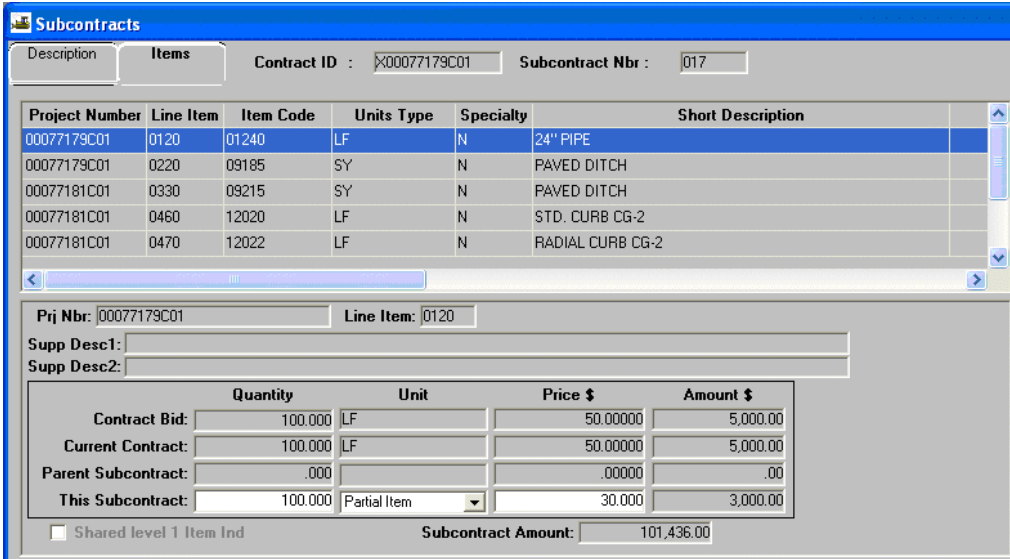 Subcontracts
Description Items Contract ID : X00077179C01 Subcontract Nbr : 017
Project Number Line Item Item Code Units Type Specialty Short Description
00077179C01 0120 01240 LF N 24" PIPE
00077179C01 0220 09185 SY N PAVED DITCH
00077181C01 0330 09215 SY N PAVED DITCH
00077181C01 0460 12020 LF N STD. CURB CG-2
00077181C01 0470 12022 LF N RADIAL CURB CG-2
Prj Nbr: 00077179C01 Line Item: 0120
Supp Desc1:
Supp Desc2:
Quantity Unit Price $ Amount $
Contract Bid: 100.000 LF 50.00000 5,000.00
Current Contract: 100.000 LF 50.00000 5,000.00
Parent Subcontract: .000 .00000 .00
This Subcontract: 100.000 Partial Item 30.000 3,000.00
Shared level 1 Item Ind Subcontract Amount: 101,436.00